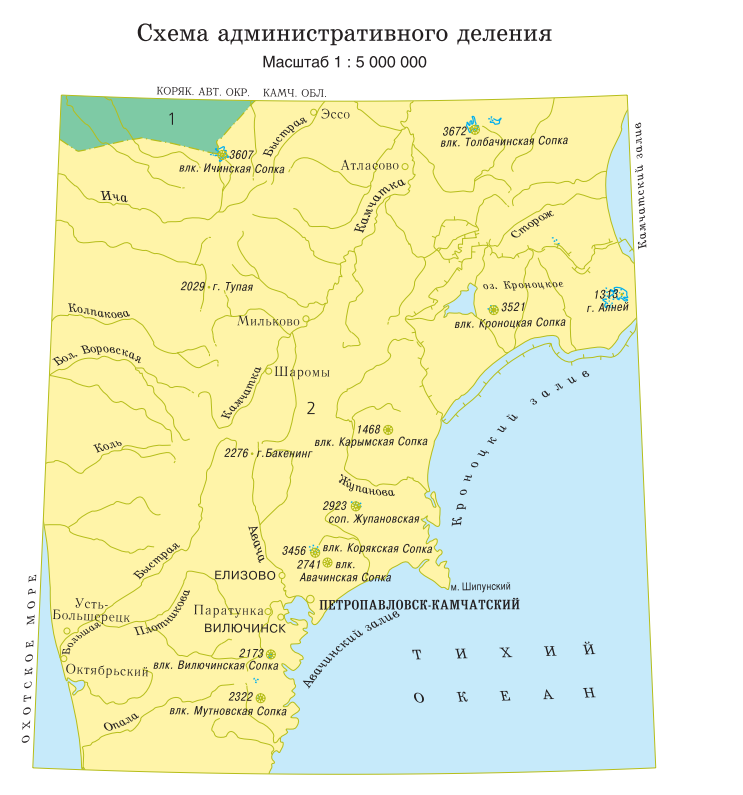 Схема административного деления
Масштаб 1 : 5 000 000
КОРЯК. АВТ. ОКР. КАМЧ. ОБЛ.
1
Быстрая
Эссо
3672
влк. Толбачинская Сопка
3607
влк. Ичинская Сопка
Атласово
Камчатский залив
Ича
Камчатка
Сторож
2029 г. Тупая
оз. Кроноцкое
1313
г. Алней
3521
влк. Кроноцкая Сопка
Колпакова
Мильково
Бол. Воровская
Шаромы
Камчатка
Кроноцкий залив
2
1468
влк. Карымская Сопка
Коль
2276 г. Бакенинг
Жупанова
2923
соп. Жупановская
Авача
Быстрая
3456 влк. Корякская Сопка
2741 влк.
Авачинская Сопка
ЕЛИЗОВО
м. Шипунский
ОХОТСКОЕ МОРЕ
Усть-
Большерецк
Плотникова
Паратунка
ПЕТРОПАВЛОВСК-КАМЧАТСКИЙ
ВИЛЮЧИНСК
Большая
Авачинский залив
2173
влк. Вилючинская Сопка
Октябрьский
ТИХИЙ
ОКЕАН
2322
влк. Мутновская Сопка
Опала